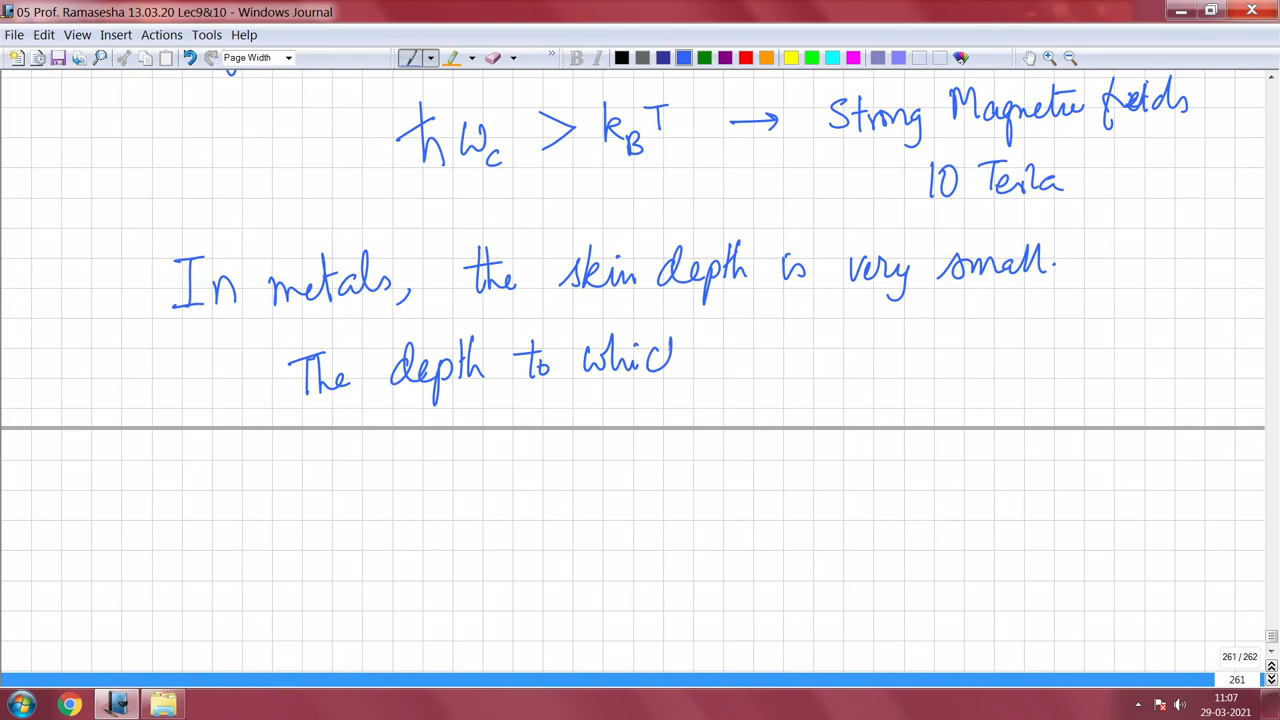 05 Prof. Ramasesha 13.03.20 Lec9&10 - Windows Journal
File Edit View Insert Actions Tools Help
Page Width
ħω_c > k_B T → Strong Magnetic fields
10 Tesla
In metals, the skin depth is very small.
The depth to whic
261 / 262
261
11:07
29-03-2021